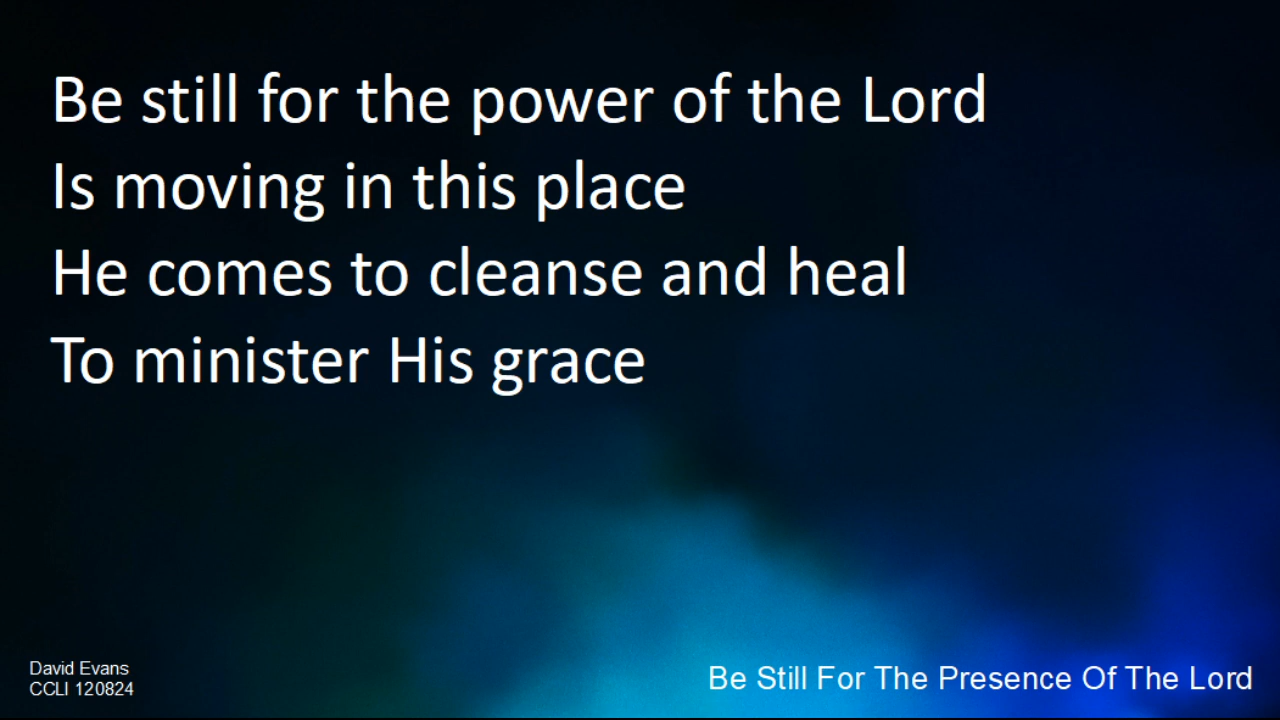 Be still for the power of the Lord
Is moving in this place
He comes to cleanse and heal
To minister His grace
David Evans
CCLI 120824
Be Still For The Presence Of The Lord